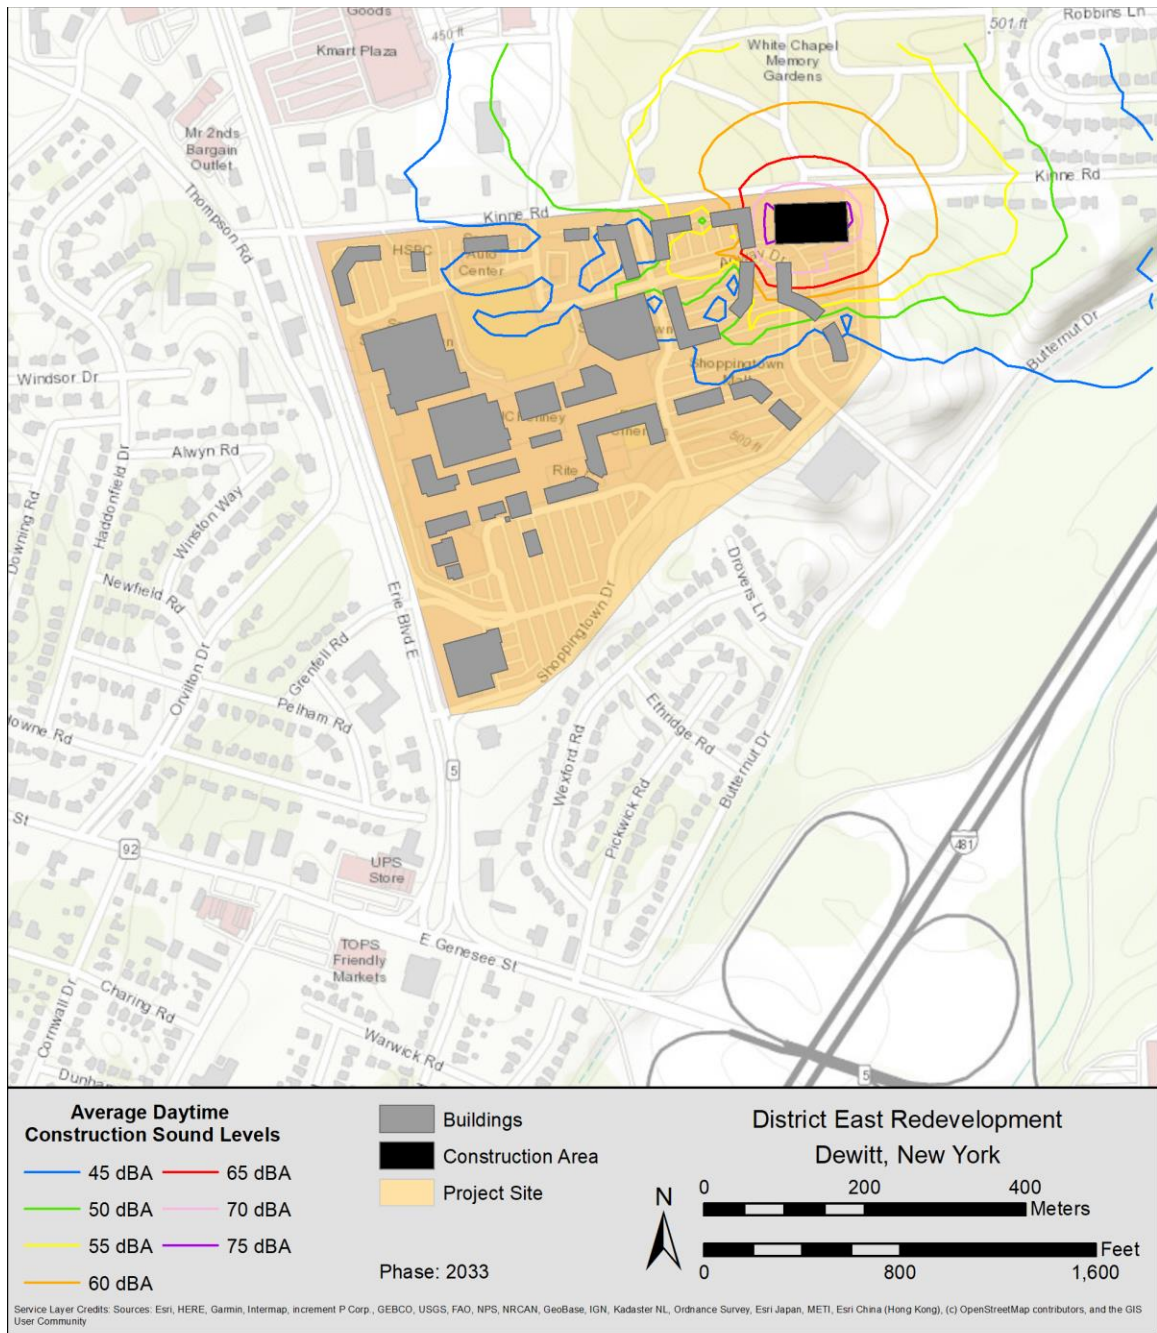 Goods
450 ft
Kmart Plaza
501 ft
Robbins Ln
White Chapel
Memory
Gardens
Mr 2nds
Bargain
Outlet
Thompson Rd
Kinne Rd
Kinne Rd
HSBC
Auto
Center
Butternut Dr
Windsor Dr
Shoppingtown
Alwyn Rd
Haddonfield Dr
Downing Rd
Winston Way
500 ft
Rite
Newfield Rd
Drovers Ln
Erie Blvd E
Shoppingtown Dr
Orvilton Dr
Grenfell Rd
Pelham Rd
Ethridge Rd
Butternut Dr
Wexford Rd
Pickwick Rd
5
St
92
481
UPS
Store
E Genesee St
TOPS
Friendly
Markets
Charing Rd
Cornwall Dr
Warwick Rd
5
Average Daytime
Construction Sound Levels
45 dBA
65 dBA
50 dBA
70 dBA
55 dBA
75 dBA
60 dBA
Buildings
Construction Area
Project Site
Phase: 2033
District East Redevelopment
Dewitt, New York
N
0 200 400
Meters
Feet
0 800 1,600
Service Layer Credits: Sources: Esri, HERE, Garmin, Intermap, increment P Corp., GEBCO, USGS, FAO, NPS, NRCAN, GeoBase, IGN, Kadaster NL, Ordnance Survey, Esri Japan, METI, Esri China (Hong Kong), (c) OpenStreetMap contributors, and the GIS
User Community